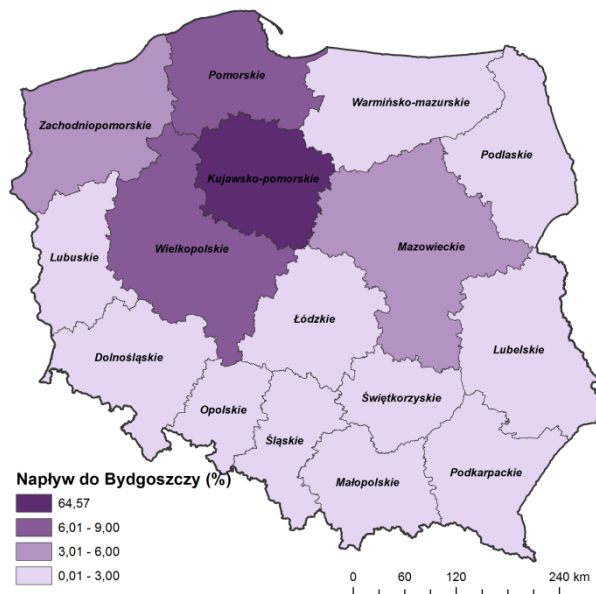 Pomorskie
Warmińsko-mazurskie
Zachodniopomorskie
Podlaskie
Kujawsko-pomorskie
Wielkopolskie
Mazowieckie
Lubuskie
Łódzkie
Lubelskie
Dolnośląskie
Świętkorzyskie
Opolskie
Śląskie
Podkarpackie
Małopolskie
Napływ do Bydgoszczy (%)
64,57
6,01 - 9,00
3,01 - 6,00
0,01 - 3,00
0 60 120 240 km